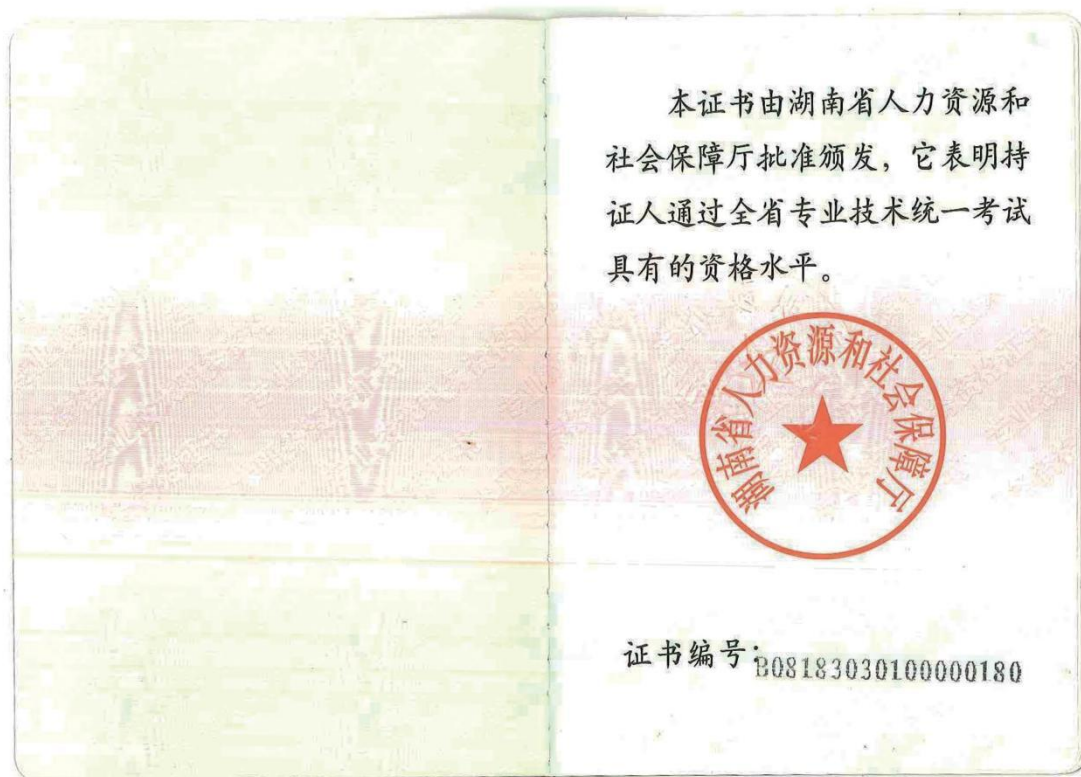 本证书由湖南省人力资源和
社会保障厅批准颁发，它表明持
证人通过全省专业技术统一考试
具有的资格水平。
湖南省人力资源和社会保障厅
证书编号：B08183030100000180